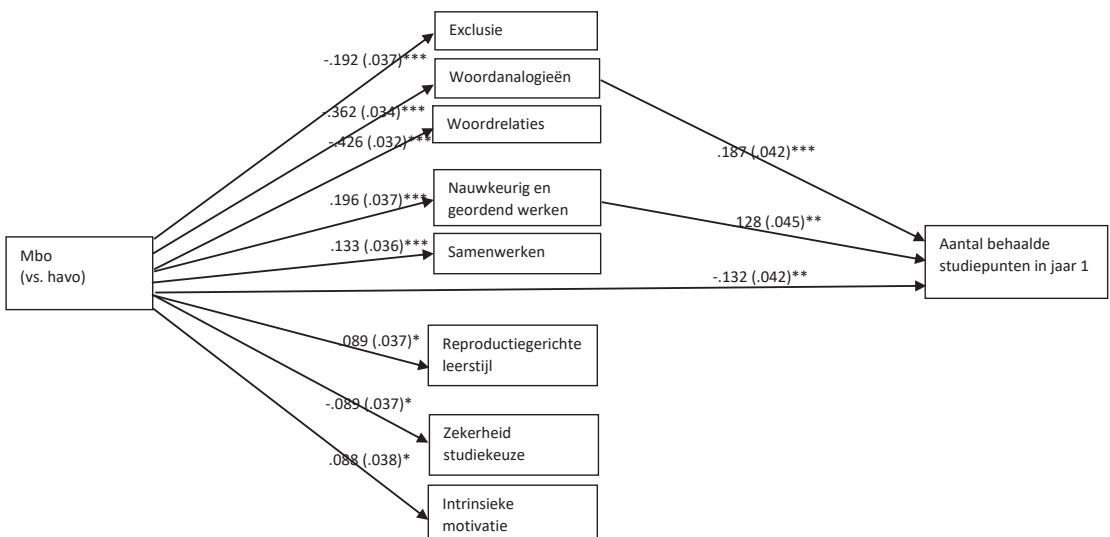 Exclusie
-.192 (.037)***
Woordanalogieën
-.362 (.034)***
Woordrelaties
-.426 (.032)***
.187 (.042)***
Nauwkeurig en
geordend werken
.196 (.037)***
.128 (.045)**
Samenwerken
.133 (.036)***
Mbo
(vs. havo)
Aantal behaalde
studiepunten in jaar 1
-.132 (.042)**
Reproductiegerichte
leerstijl
.089 (.037)*
Zekerheid
studiekeuze
-.089 (.037)*
.088 (.038)*
Intrinsieke
motivatie